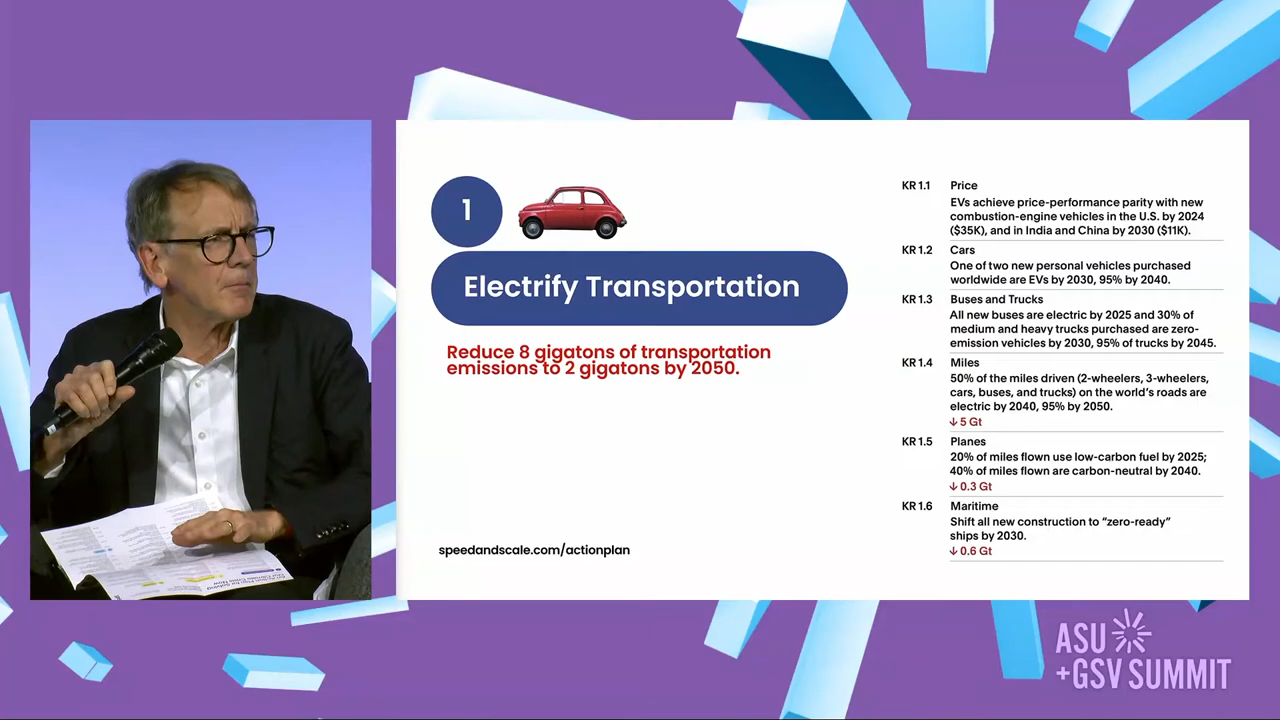 1
Electrify Transportation
Reduce 8 gigatons of transportation
emissions to 2 gigatons by 2050.
speedandscale.com/actionplan
KR 1.1 Price
EVs achieve price-performance parity with new
combustion-engine vehicles in the U.S. by 2024
($35K), and in India and China by 2030 ($11K).
KR 1.2 Cars
One of two new personal vehicles purchased
worldwide are EVs by 2030, 95% by 2040.
KR 1.3 Buses and Trucks
All new buses are electric by 2025 and 30% of
medium and heavy trucks purchased are zero-
emission vehicles by 2030, 95% of trucks by 2045.
KR 1.4 Miles
50% of the miles driven (2-wheelers, 3-wheelers,
cars, buses, and trucks) on the world's roads are
electric by 2040, 95% by 2050.
↓ 5 Gt
KR 1.5 Planes
20% of miles flown use low-carbon fuel by 2025;
40% of miles flown are carbon-neutral by 2040.
↓ 0.3 Gt
KR 1.6 Maritime
Shift all new construction to “zero-ready”
ships by 2030.
↓ 0.6 Gt
ASU
+GSV SUMMIT